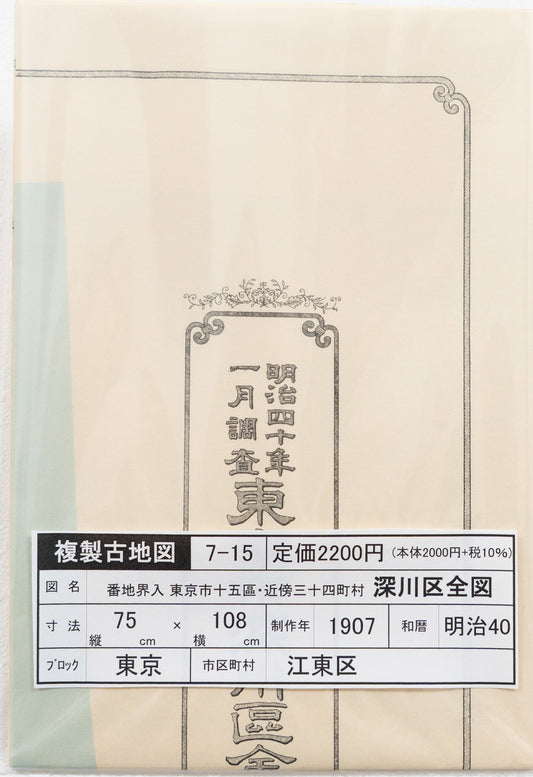 明治四十年
一月調査
東
複製古地図 7-15 定価2200円 (本体2000円+税10%)
図名 番地界入 東京市十五區・近傍三十四町村 深川区全図
寸法 75 × 108 制作年 1907 和暦 明治40
縦 cm 横 cm
ﾌﾞﾛｯｸ 東京 市区町村 江東区
川區全